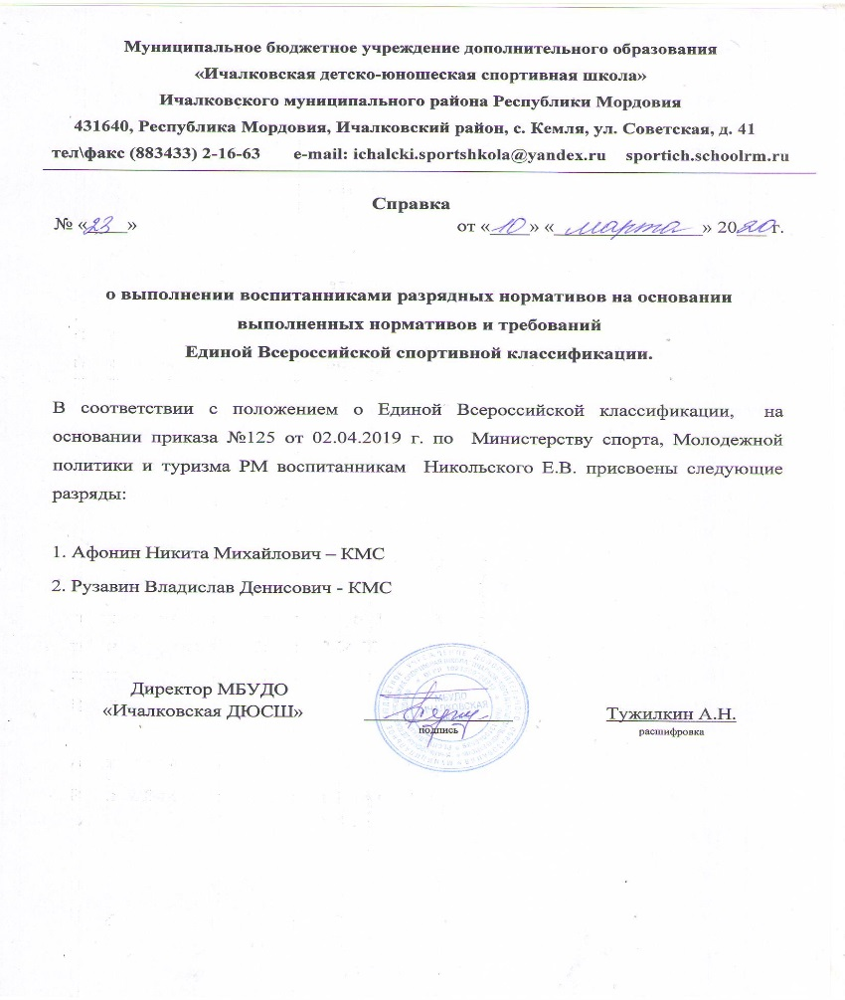 Муниципальное бюджетное учреждение дополнительного образования
«Ичалковская детско-юношеская спортивная школа»
Ичалковского муниципального района Республики Мордовия
431640, Республика Мордовия, Ичалковский район, с. Кемля, ул. Советская, д. 41
тел\факс (883433) 2-16-63 e-mail: ichalcki.sportshkola@yandex.ru sportich.schoolrm.ru
Справка
№ «23» от «10» «марта» 2020 г.
о выполнении воспитанниками разрядных нормативов на основании
выполненных нормативов и требований
Единой Всероссийской спортивной классификации.
В соответствии с положением о Единой Всероссийской классификации, на
основании приказа №125 от 02.04.2019 г. по Министерству спорта, Молодежной
политики и туризма РМ воспитанникам Никольского Е.В. присвоены следующие
разряды:
1. Афонин Никита Михайлович – КМС
2. Рузавин Владислав Денисович - КМС
Директор МБУДО
«Ичалковская ДЮСШ» Тужилкин А.Н.
подпись расшифровка
МБУДО